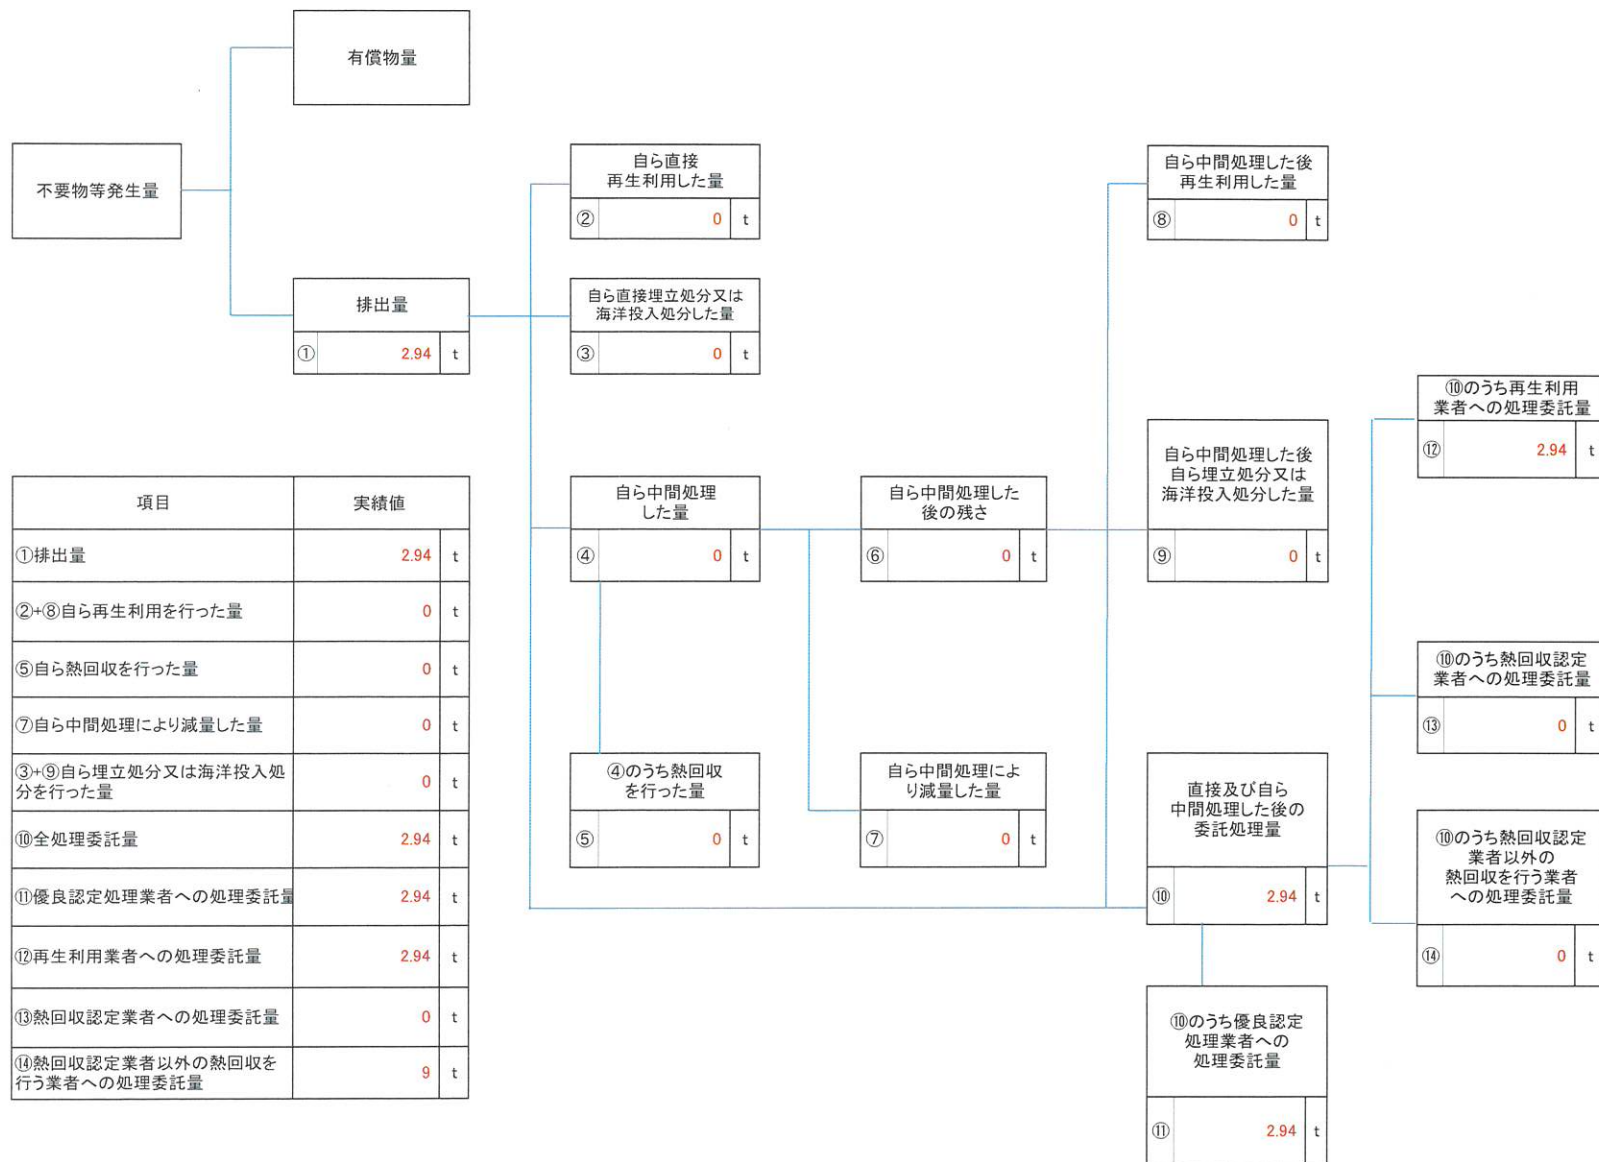 有償物量
不要物等発生量
排出量
① 2.94 t
自ら直接
再生利用した量
② 0 t
自ら直接埋立処分又は
海洋投入処分した量
③ 0 t
自ら中間処理
した量
④ 0 t
④のうち熱回収
を行った量
⑤ 0 t
自ら中間処理した
後の残さ
⑥ 0 t
自ら中間処理によ
り減量した量
⑦ 0 t
自ら中間処理した後
再生利用した量
⑧ 0 t
自ら中間処理した後
自ら埋立処分又は
海洋投入処分した量
⑨ 0 t
直接及び自ら
中間処理した後の
委託処理量
⑩ 2.94 t
⑩のうち優良認定
処理業者への
処理委託量
⑪ 2.94 t
⑩のうち再生利用
業者への処理委託量
⑫ 2.94 t
⑩のうち熱回収認定
業者への処理委託量
⑬ 0 t
⑩のうち熱回収認定
業者以外の
熱回収を行う業者
への処理委託量
⑭ 0 t
項目 実績値
①排出量 2.94 t
②+⑧自ら再生利用を行った量 0 t
⑤自ら熱回収を行った量 0 t
⑦自ら中間処理により減量した量 0 t
③+⑨自ら埋立処分又は海洋投入処
分を行った量 0 t
⑩全処理委託量 2.94 t
⑪優良認定処理業者への処理委託量 2.94 t
⑫再生利用業者への処理委託量 2.94 t
⑬熱回収認定業者への処理委託量 0 t
⑭熱回収認定業者以外の熱回収を
行う業者への処理委託量 9 t